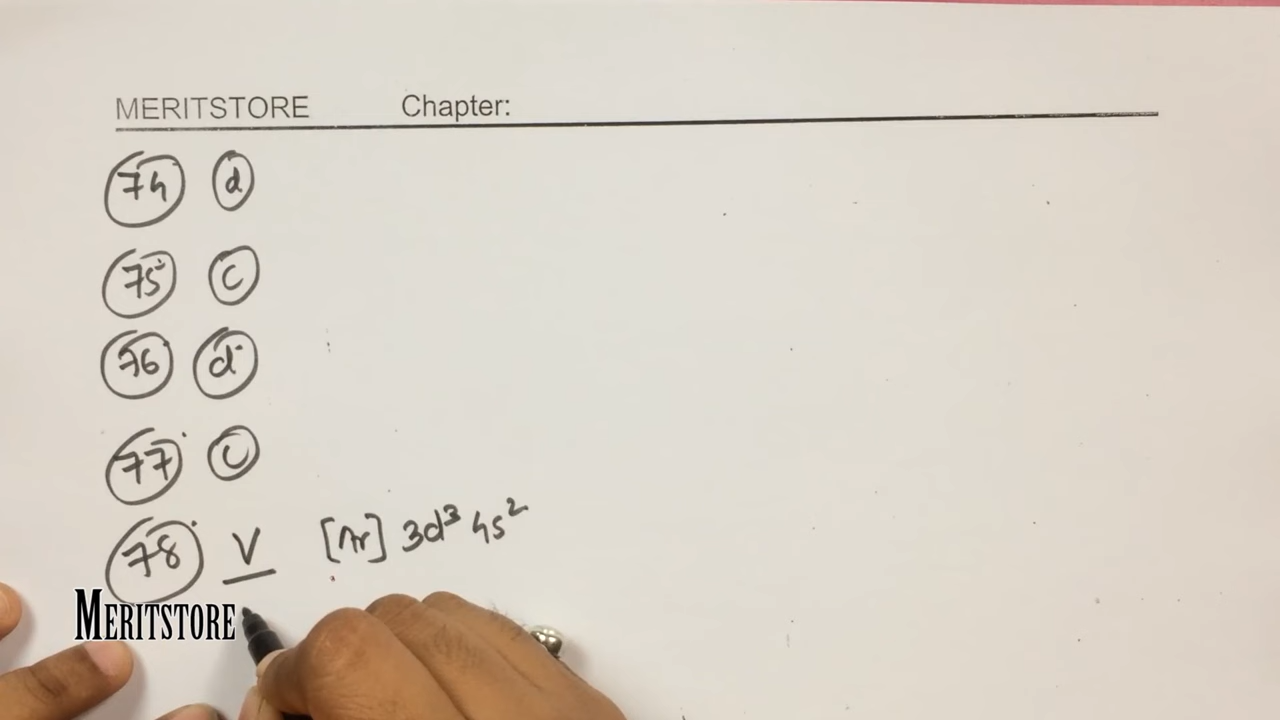 MERITSTORE Chapter:
74 d
75 c
76 d
77 c
78 V [Ar] 3d³ 4s²
MERITSTORE